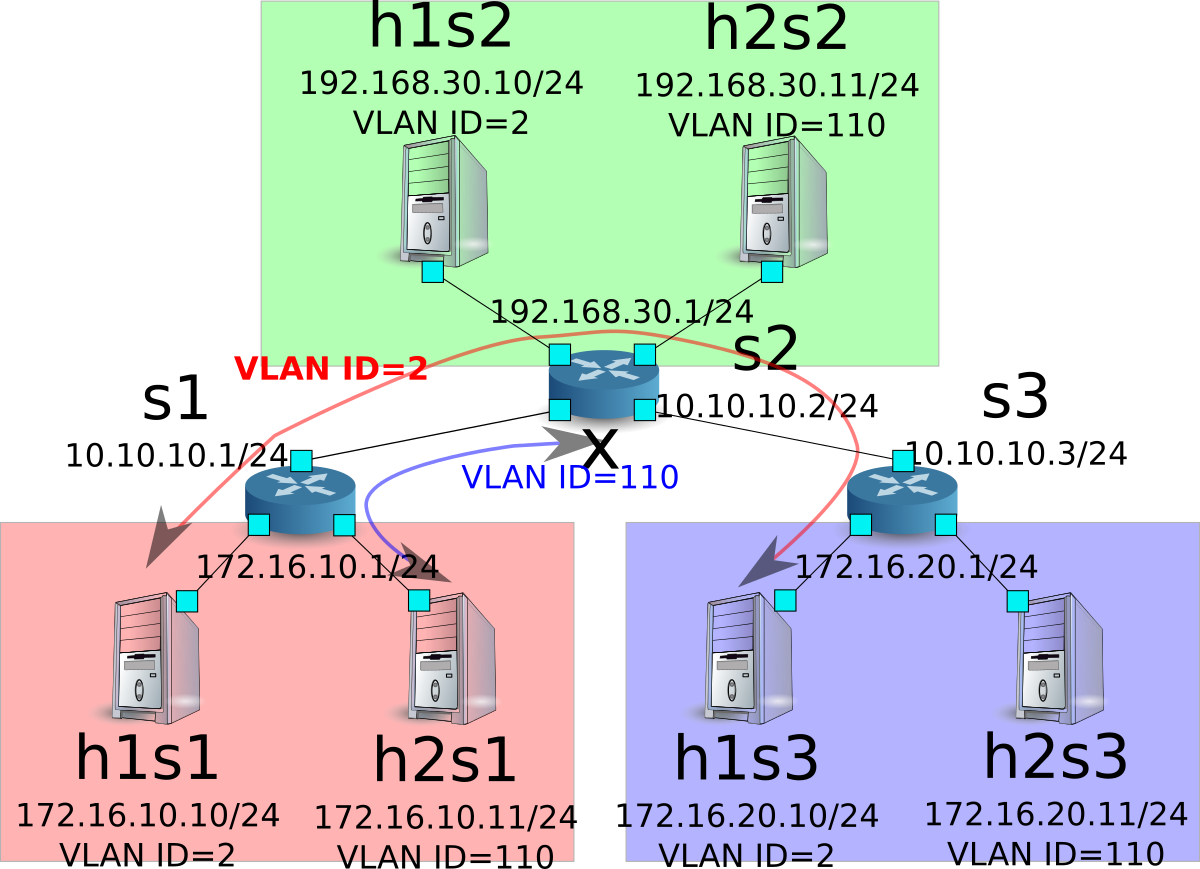 h1s2
192.168.30.10/24
VLAN ID=2
h2s2
192.168.30.11/24
VLAN ID=110
192.168.30.1/24
s2
VLAN ID=2
s1
10.10.10.1/24
10.10.10.2/24
s3
10.10.10.3/24
X
VLAN ID=110
172.16.10.1/24
172.16.20.1/24
h1s1
172.16.10.10/24
VLAN ID=2
h2s1
172.16.10.11/24
VLAN ID=110
h1s3
172.16.20.10/24
VLAN ID=2
h2s3
172.16.20.11/24
VLAN ID=110